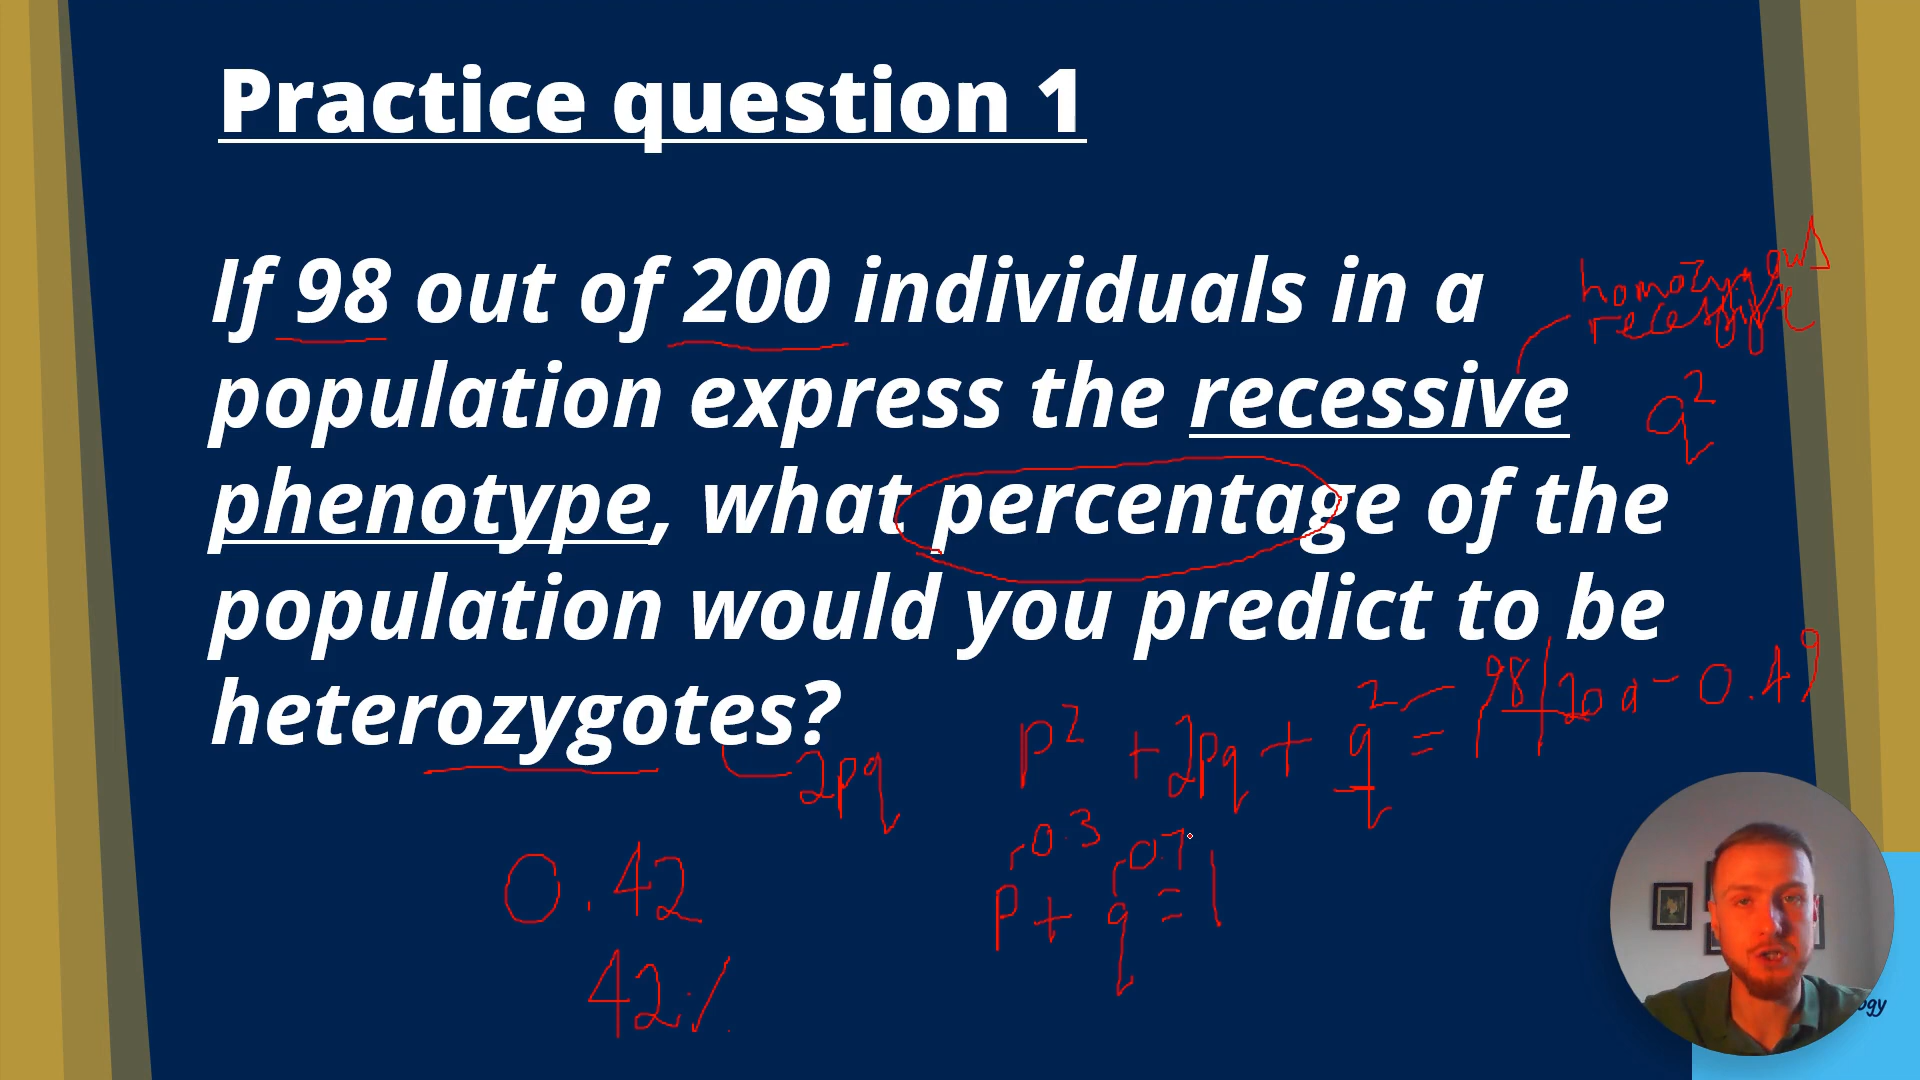 Practice question 1
If 98 out of 200 individuals in a
population express the recessive
phenotype, what percentage of the
population would you predict to be
heterozygotes?
homozygous
recessive
q²
2pq
p² + 2pq + q² = 1
98/200 = 0.49
0.3
0.7
p + q = 1
0.42
42%